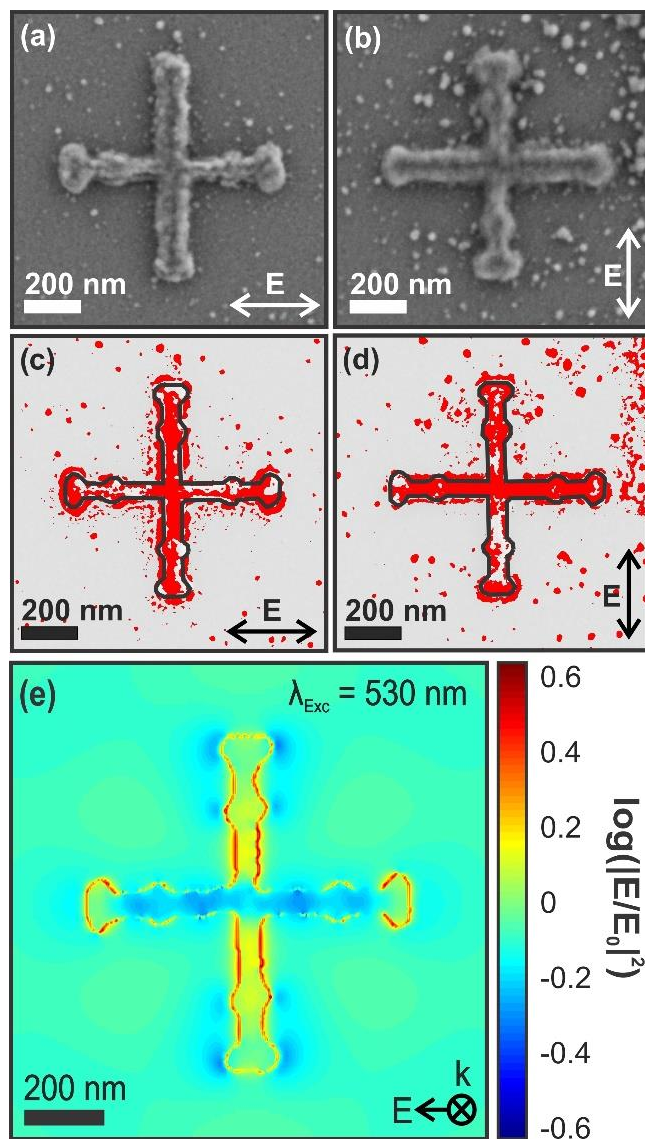 (a)
200 nm
E
(b)
200 nm
E
(c)
200 nm
E
(d)
200 nm
E
(e)
λExc = 530 nm
200 nm
E
k
0.6
0.4
0.2
0
-0.2
-0.4
-0.6
log(|E/E₀|²)